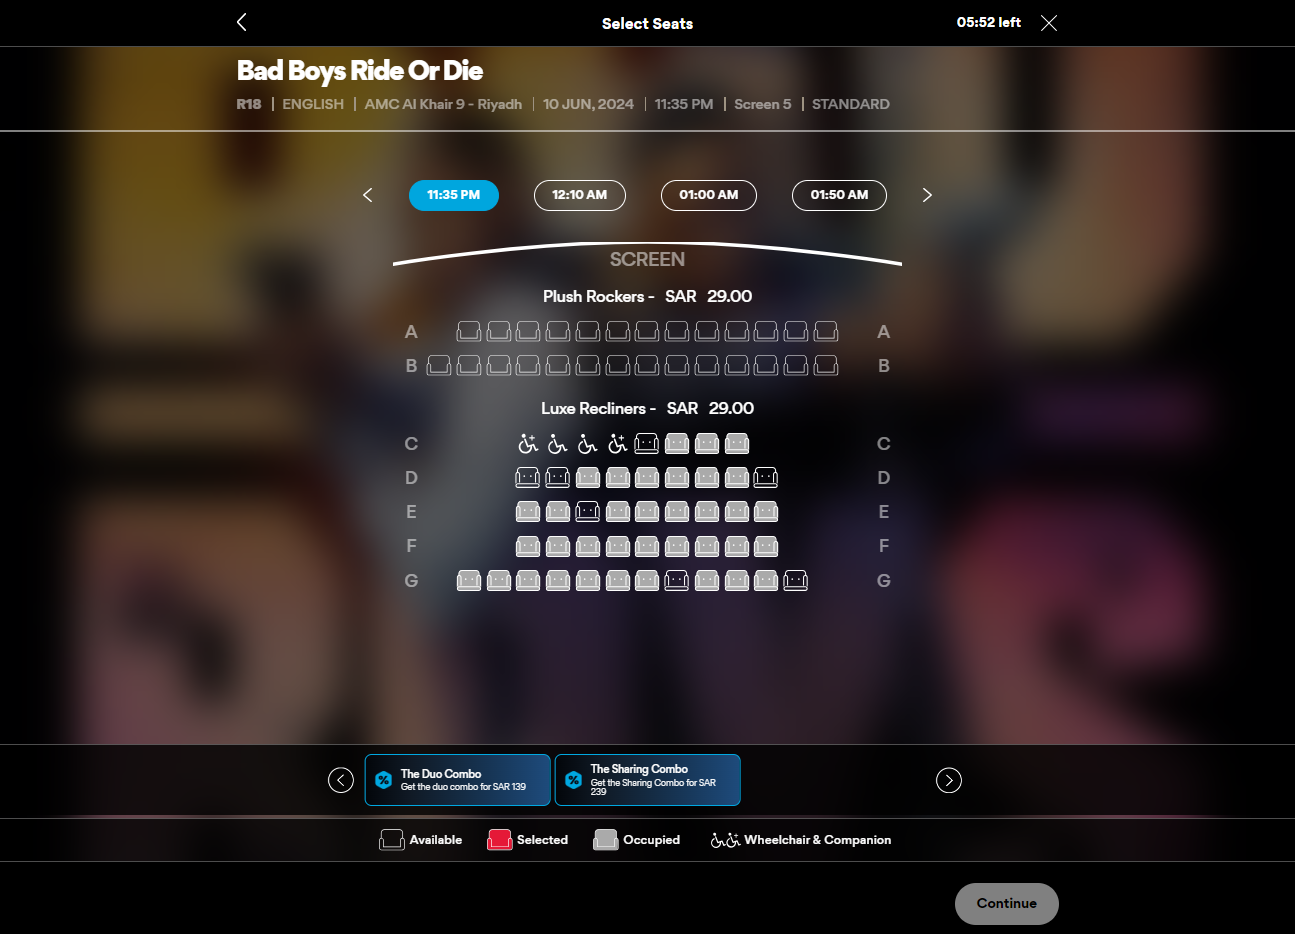 Select Seats
05:52 left
Bad Boys Ride Or Die
R18 | ENGLISH | AMC Al Khair 9 - Riyadh | 10 JUN, 2024 | 11:35 PM | Screen 5 | STANDARD
11:35 PM
12:10 AM
01:00 AM
01:50 AM
SCREEN
Plush Rockers - SAR 29.00
A A
B B
Luxe Recliners - SAR 29.00
C C
D D
E E
F F
G G
The Duo Combo
Get the duo combo for SAR 139
The Sharing Combo
Get the Sharing Combo for SAR
239
Available
Selected
Occupied
Wheelchair & Companion
Continue